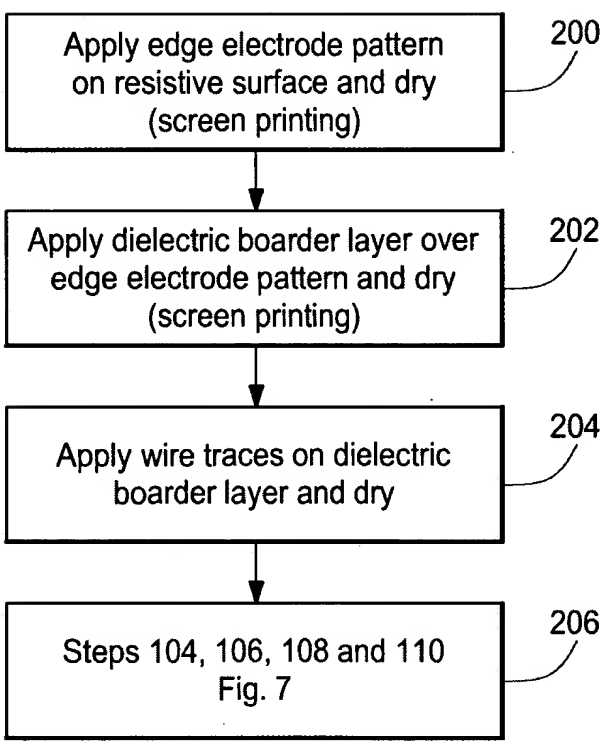 Apply edge electrode pattern
on resistive surface and dry
(screen printing)
200
Apply dielectric boarder layer over
edge electrode pattern and dry
(screen printing)
202
Apply wire traces on dielectric
boarder layer and dry
204
Steps 104, 106, 108 and 110
Fig. 7
206